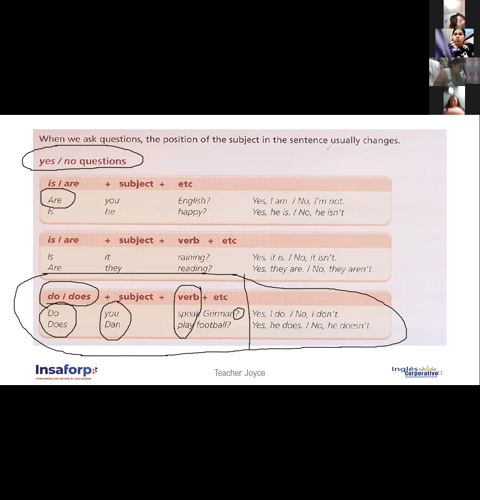 When we ask questions, the position of the subject in the sentence usually changes.
yes / no questions
is / are + subject + etc
Are you English? Yes, I am. / No, I'm not.
Is he happy? Yes, he is. / No, he isn't
is / are + subject + verb + etc
Is it raining? Yes, it is. / No, it isn't.
Are they reading? Yes, they are. / No, they aren't
do / does + subject + verb + etc
Do you speak German? Yes, I do. / No, I don't.
Does Dan play football? Yes, he does. / No, he doesn't.
Insaforp
Teacher Joyce
Inglés
Corporativo